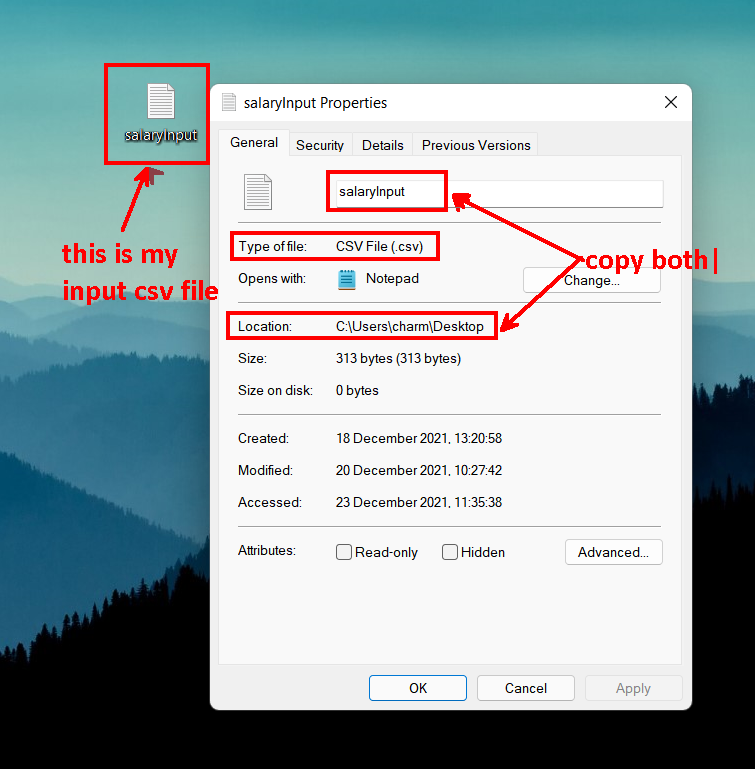 salaryInput
this is my
input csv file
salaryInput Properties
General Security Details Previous Versions
salaryInput
Type of file: CSV File (.csv)
Opens with: Notepad Change...
copy both|
Location: C:\Users\charm\Desktop
Size: 313 bytes (313 bytes)
Size on disk: 0 bytes
Created: 18 December 2021, 13:20:58
Modified: 20 December 2021, 10:27:42
Accessed: 23 December 2021, 11:35:38
Attributes: Read-only Hidden Advanced...
OK Cancel Apply